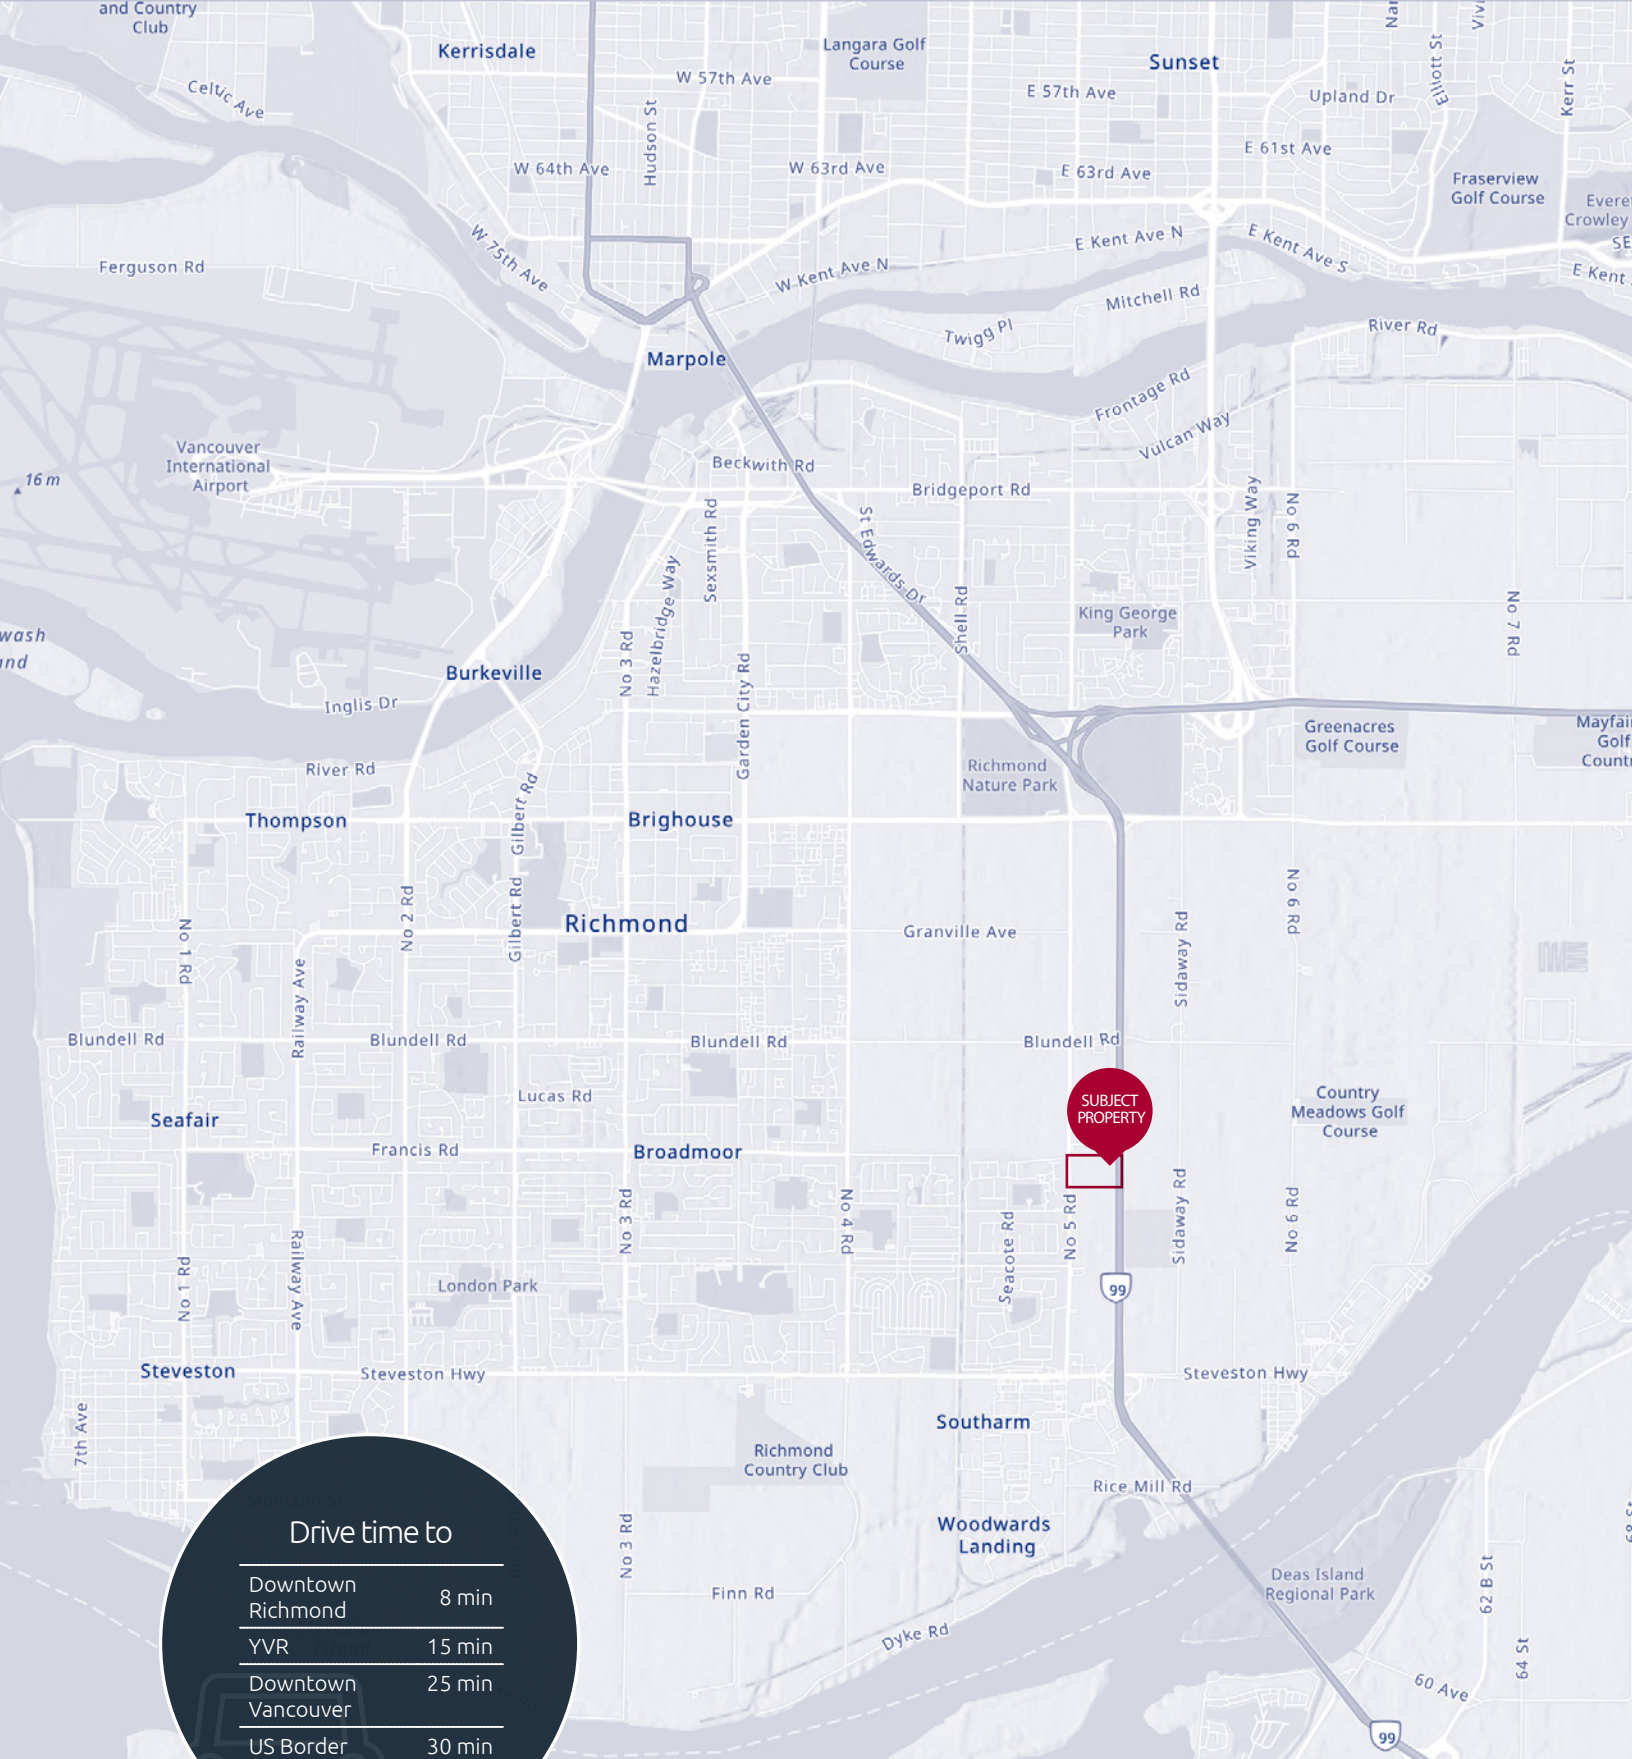 and Country
Club
Kerrisdale
Langara Golf
Course
Sunset
Elliott St
Kerr St
W 57th Ave
E 57th Ave
Upland Dr
Celtic Ave
Hudson St
W 64th Ave
W 63rd Ave
E 63rd Ave
E 61st Ave
Fraserview
Golf Course
Crowley
W 75th Ave
E Kent Ave N
E Kent Ave S
SE
Ferguson Rd
W Kent Ave N
E Kent
Mitchell Rd
Twigg Pl
River Rd
Marpole
Frontage Rd
Vulcan Way
Vancouver
International
Airport
16 m
Beckwith Rd
Bridgeport Rd
Sexsmith Rd
St Edwards Dr
Viking Way
No 6 Rd
Hazelbridge Way
Shell Rd
King George
Park
No 7 Rd
wash
nd
No 3 Rd
Burkeville
Garden City Rd
Inglis Dr
Greenacres
Golf Course
Mayfai
Golf
Countr
River Rd
Richmond
Nature Park
Gilbert Rd
Thompson
Brighouse
No 2 Rd
Gilbert Rd
No 6 Rd
Richmond
No 1 Rd
Granville Ave
Sidaway Rd
Railway Ave
Blundell Rd
Blundell Rd
Blundell Rd
Blundell Rd
SUBJECT
PROPERTY
Lucas Rd
Country
Meadows Golf
Course
Seafair
Francis Rd
Broadmoor
No 3 Rd
No 4 Rd
Seacote Rd
No 5 Rd
Sidaway Rd
No 6 Rd
No 1 Rd
Railway Ave
London Park
99
Steveston
Steveston Hwy
Steveston Hwy
7th Ave
Southarm
Richmond
Country Club
Rice Mill Rd
Moncton St
Woodwards
Landing
No 3 Rd
Drive time to
Downtown
Richmond 8 min
YVR 15 min
Downtown 25 min
Vancouver
US Border 30 min
Island
Finn Rd
Dyke Rd
Deas Island
Regional Park
62 B St
64 St
60 Ave
99